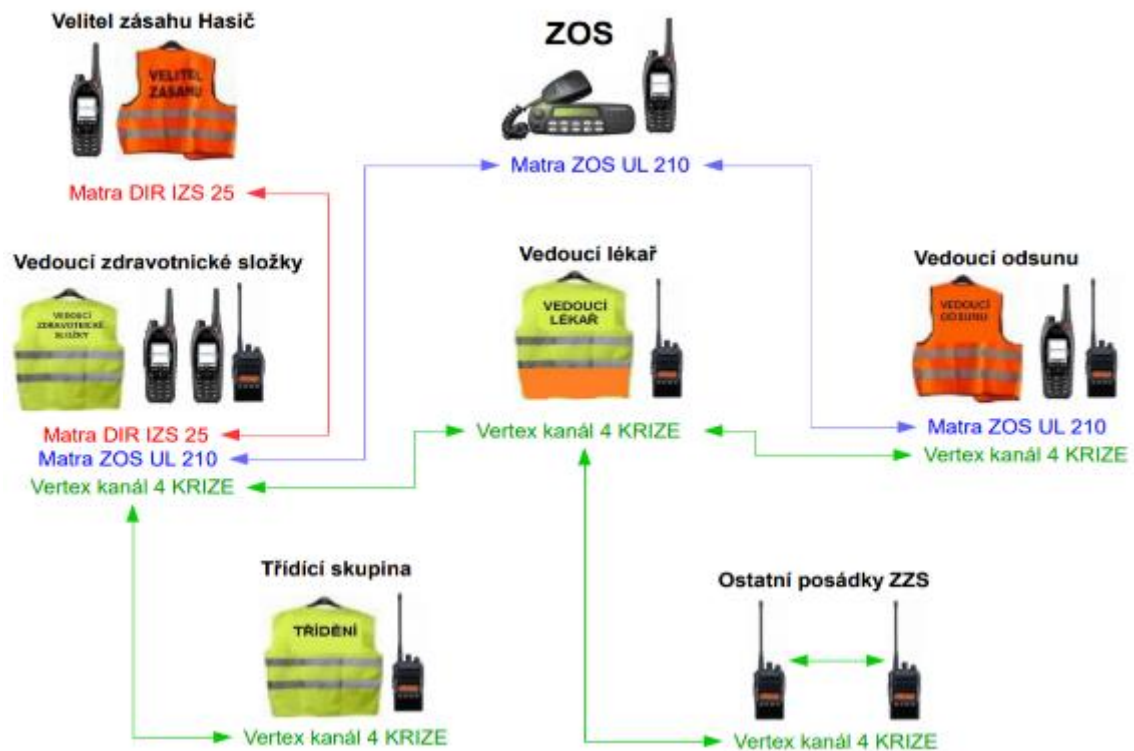 Velitel zásahu Hasič
VELITEL
ZÁSAHU
Matra DIR IZS 25
ZOS
Matra ZOS UL 210
Vedoucí zdravotnické složky
VEDOUCÍ
ZDRAVOTNICKÉ
SLOŽKY
Matra DIR IZS 25
Matra ZOS UL 210
Vertex kanál 4 KRIZE
Vedoucí lékař
VEDOUCÍ
LÉKAŘ
Vertex kanál 4 KRIZE
Vedoucí odsunu
VEDOUCÍ
ODSUNU
Matra ZOS UL 210
Vertex kanál 4 KRIZE
Třídící skupina
TŘÍDĚNÍ
Vertex kanál 4 KRIZE
Ostatní posádky ZZS
Vertex kanál 4 KRIZE